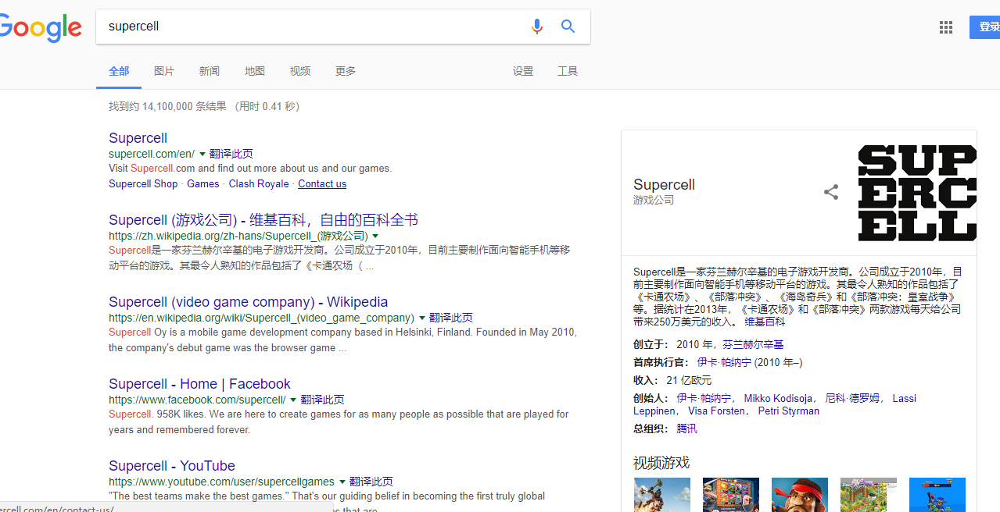 Google
supercell
登录
全部 图片 新闻 地图 视频 更多 设置 工具
找到约 14,100,000 条结果 （用时 0.41 秒）
Supercell
supercell.com/en/ 翻译此页
Visit Supercell.com and find out more about us and our games.
Supercell Shop · Games · Clash Royale · Contact us
Supercell (游戏公司) - 维基百科，自由的百科全书
https://zh.wikipedia.org/zh-hans/Supercell_(游戏公司)
Supercell是一家芬兰赫尔辛基的电子游戏开发商。公司成立于2010年，目前主要制作面向智能手机等移
动平台的游戏。其最令人熟知的作品包括了《卡通农场（ ...
Supercell (video game company) - Wikipedia
https://en.wikipedia.org/wiki/Supercell_(video_game_company) 翻译此页
Supercell Oy is a mobile game development company based in Helsinki, Finland. Founded in May 2010,
the company's debut game was the browser game ...
Supercell - Home | Facebook
https://www.facebook.com/supercell/ 翻译此页
Supercell. 958K likes. We are here to create games for as many people as possible that are played for
years and remembered forever.
Supercell - YouTube
https://www.youtube.com/user/supercellgames 翻译此页
"The best teams make the best games." That's our guiding belief in becoming the first truly global
ercell.com/en/contact-us/
s that are
Supercell
游戏公司
SUP
ERC
ELL
Supercell是一家芬兰赫尔辛基的电子游戏开发商。公司成立于2010年，目
前主要制作面向智能手机等移动平台的游戏。其最令人熟知的作品包括了
《卡通农场》、《部落冲突》、《海岛奇兵》和《部落冲突：皇室战争》
等。据统计在2013年，《卡通农场》和《部落冲突》两款游戏每天给公司
带来250万美元的收入。 维基百科
创立于： 2010 年，芬兰赫尔辛基
首席执行官： 伊卡·帕纳宁 (2010 年–)
收入： 21 亿欧元
创始人： 伊卡·帕纳宁， Mikko Kodisoja， 尼科·德罗姆， Lassi
Leppinen， Visa Forsten， Petri Styrman
总组织： 腾讯
视频游戏